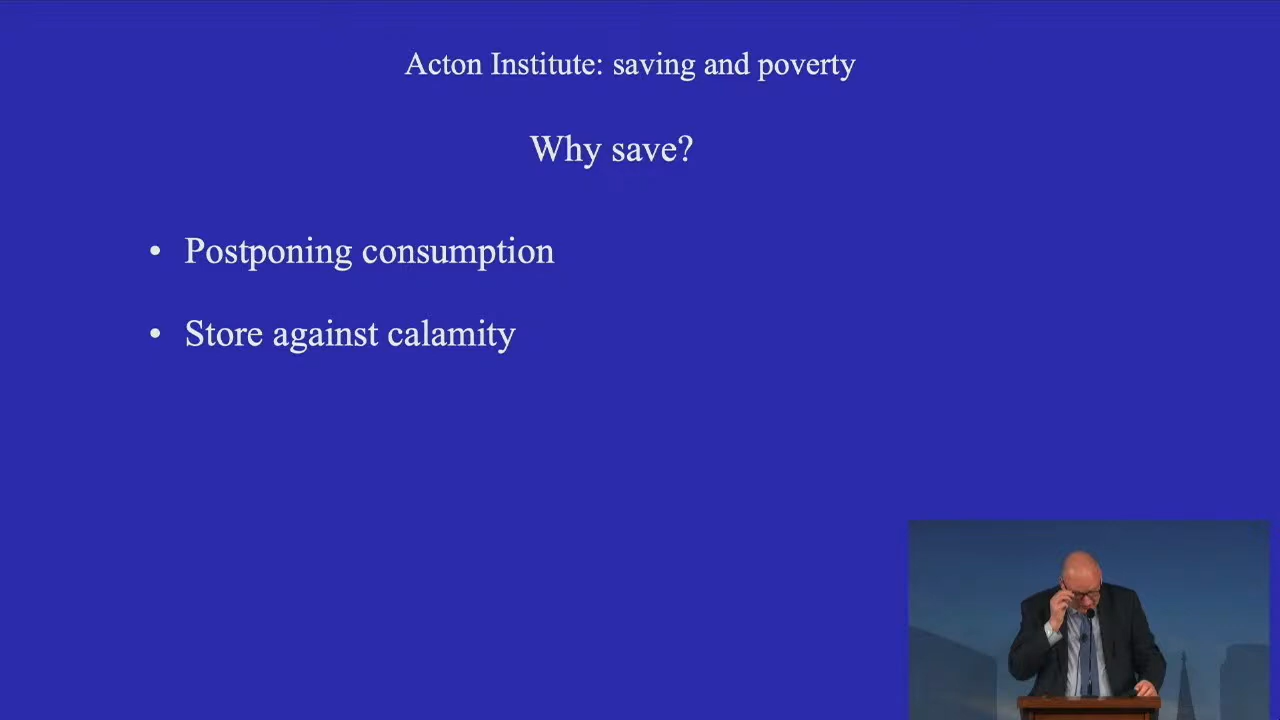 Acton Institute: saving and poverty
Why save?
• Postponing consumption
• Store against calamity